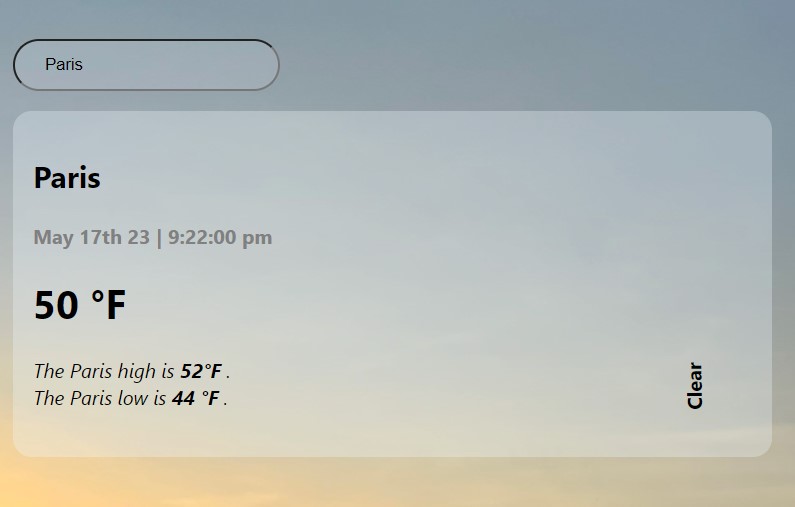 Paris
Paris
May 17th 23 | 9:22:00 pm
50 °F
The Paris high is 52°F .
The Paris low is 44 °F .
Clear